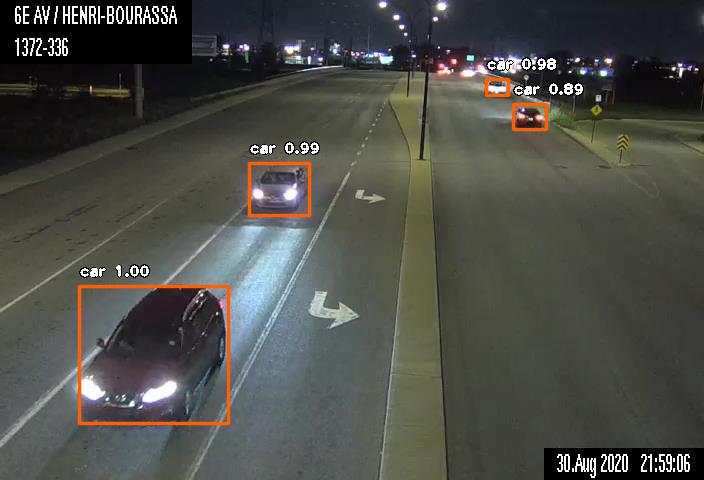 6E AV / HENRI-BOURASSA
1372-336
car 0.98
car 0.89
car 0.99
car 1.00
30.Aug 2020 21:59:06